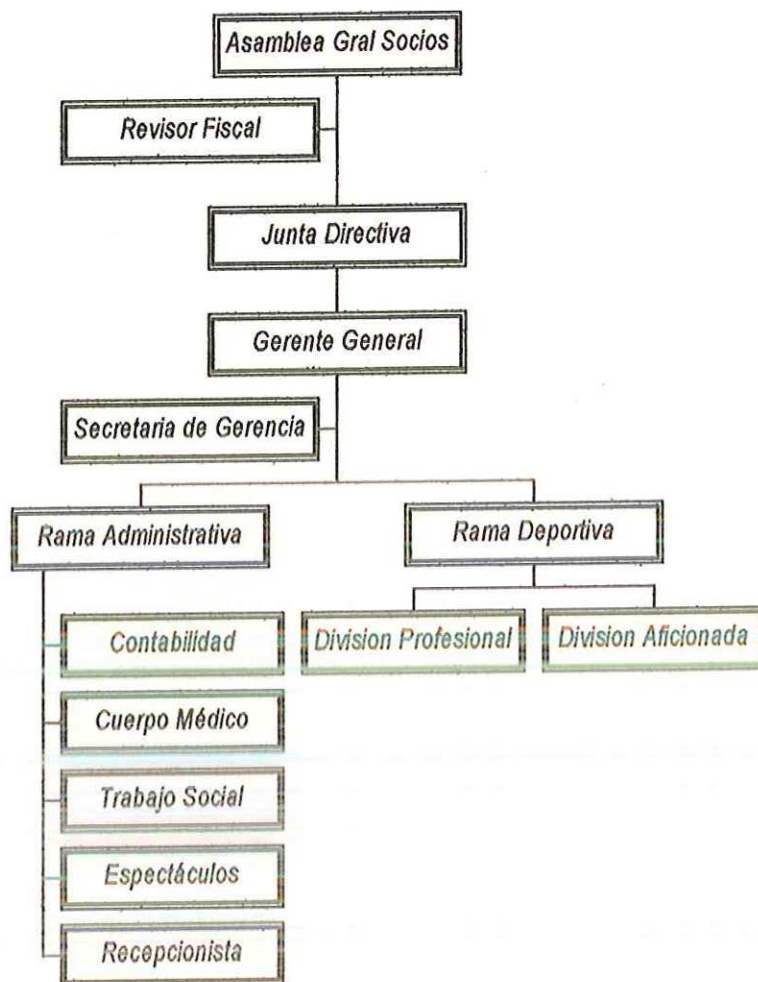 Asamblea Gral Socios
Revisor Fiscal
Junta Directiva
Gerente General
Secretaria de Gerencia
Rama Administrativa
Rama Deportiva
Contabilidad
Division Profesional
Division Aficionada
Cuerpo Médico
Trabajo Social
Espectáculos
Recepcionista